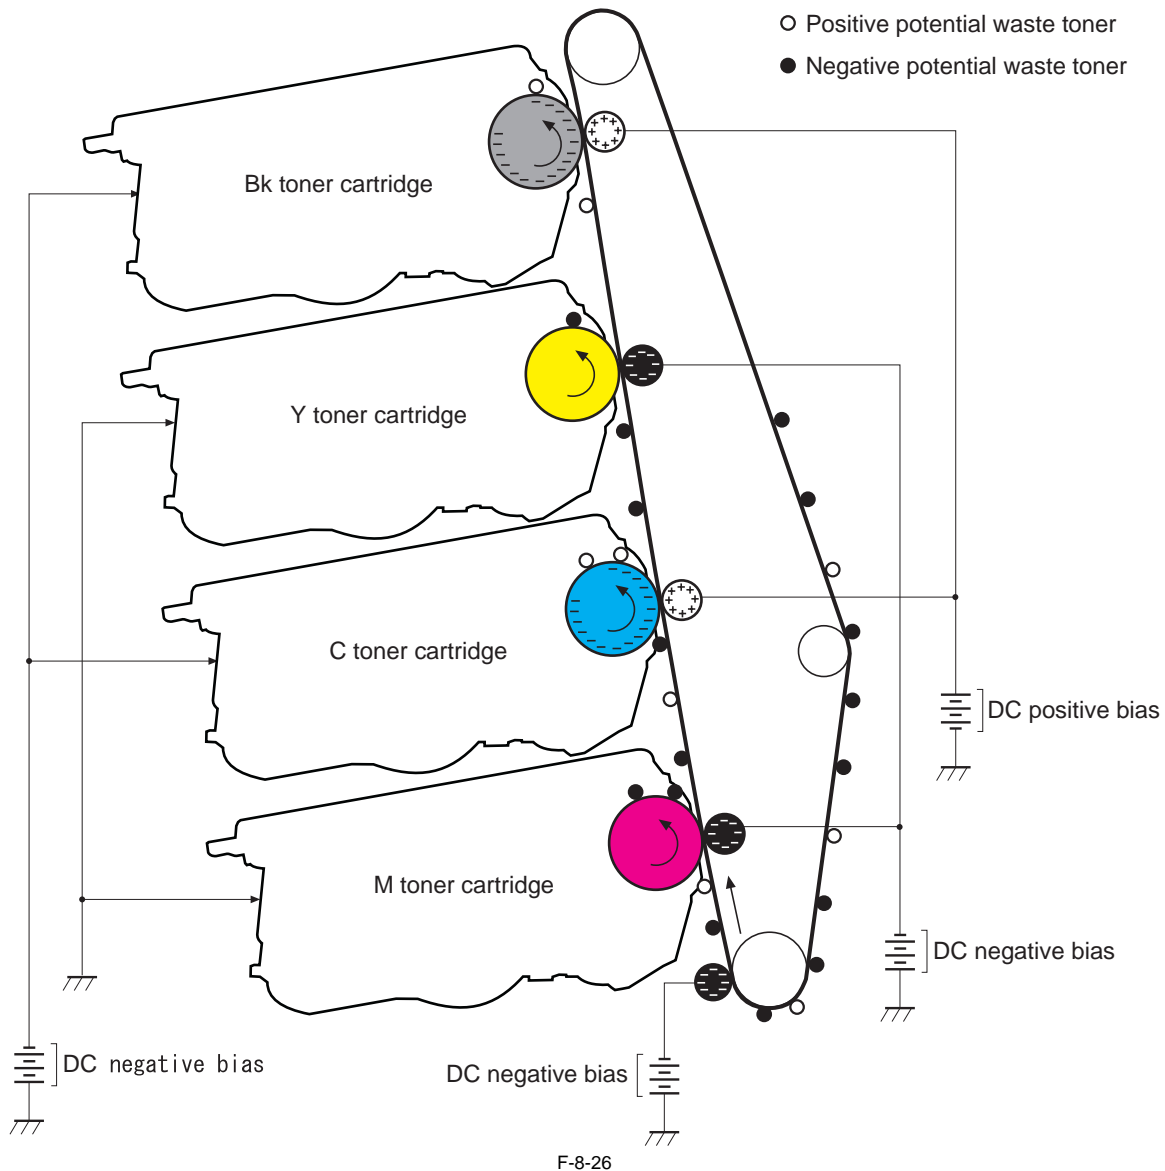 Positive potential waste toner
Negative potential waste toner
Bk toner cartridge
Y toner cartridge
C toner cartridge
DC positive bias
M toner cartridge
DC negative bias
DC negative bias
DC negative bias
F-8-26